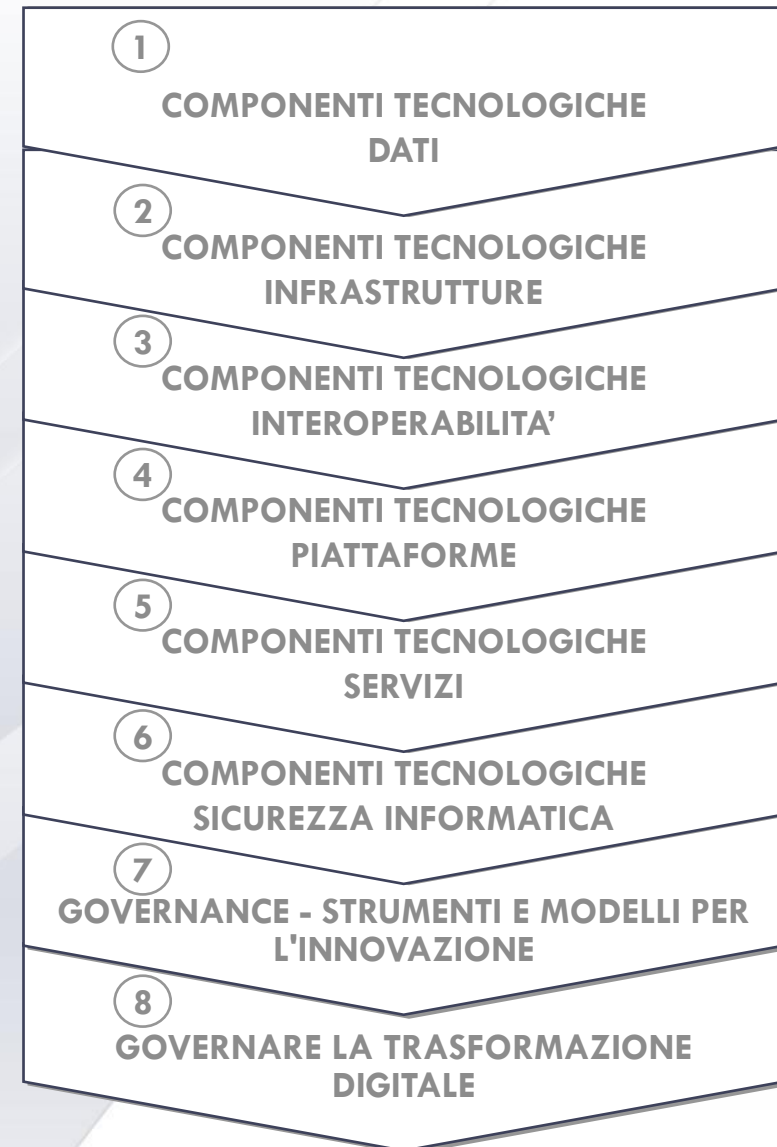 1
COMPONENTI TECNOLOGICHE
DATI
2
COMPONENTI TECNOLOGICHE
INFRASTRUTTURE
3
COMPONENTI TECNOLOGICHE
INTEROPERABILITA’
4
COMPONENTI TECNOLOGICHE
PIATTAFORME
5
COMPONENTI TECNOLOGICHE
SERVIZI
6
COMPONENTI TECNOLOGICHE
SICUREZZA INFORMATICA
7
GOVERNANCE - STRUMENTI E MODELLI PER
L'INNOVAZIONE
8
GOVERNARE LA TRASFORMAZIONE
DIGITALE